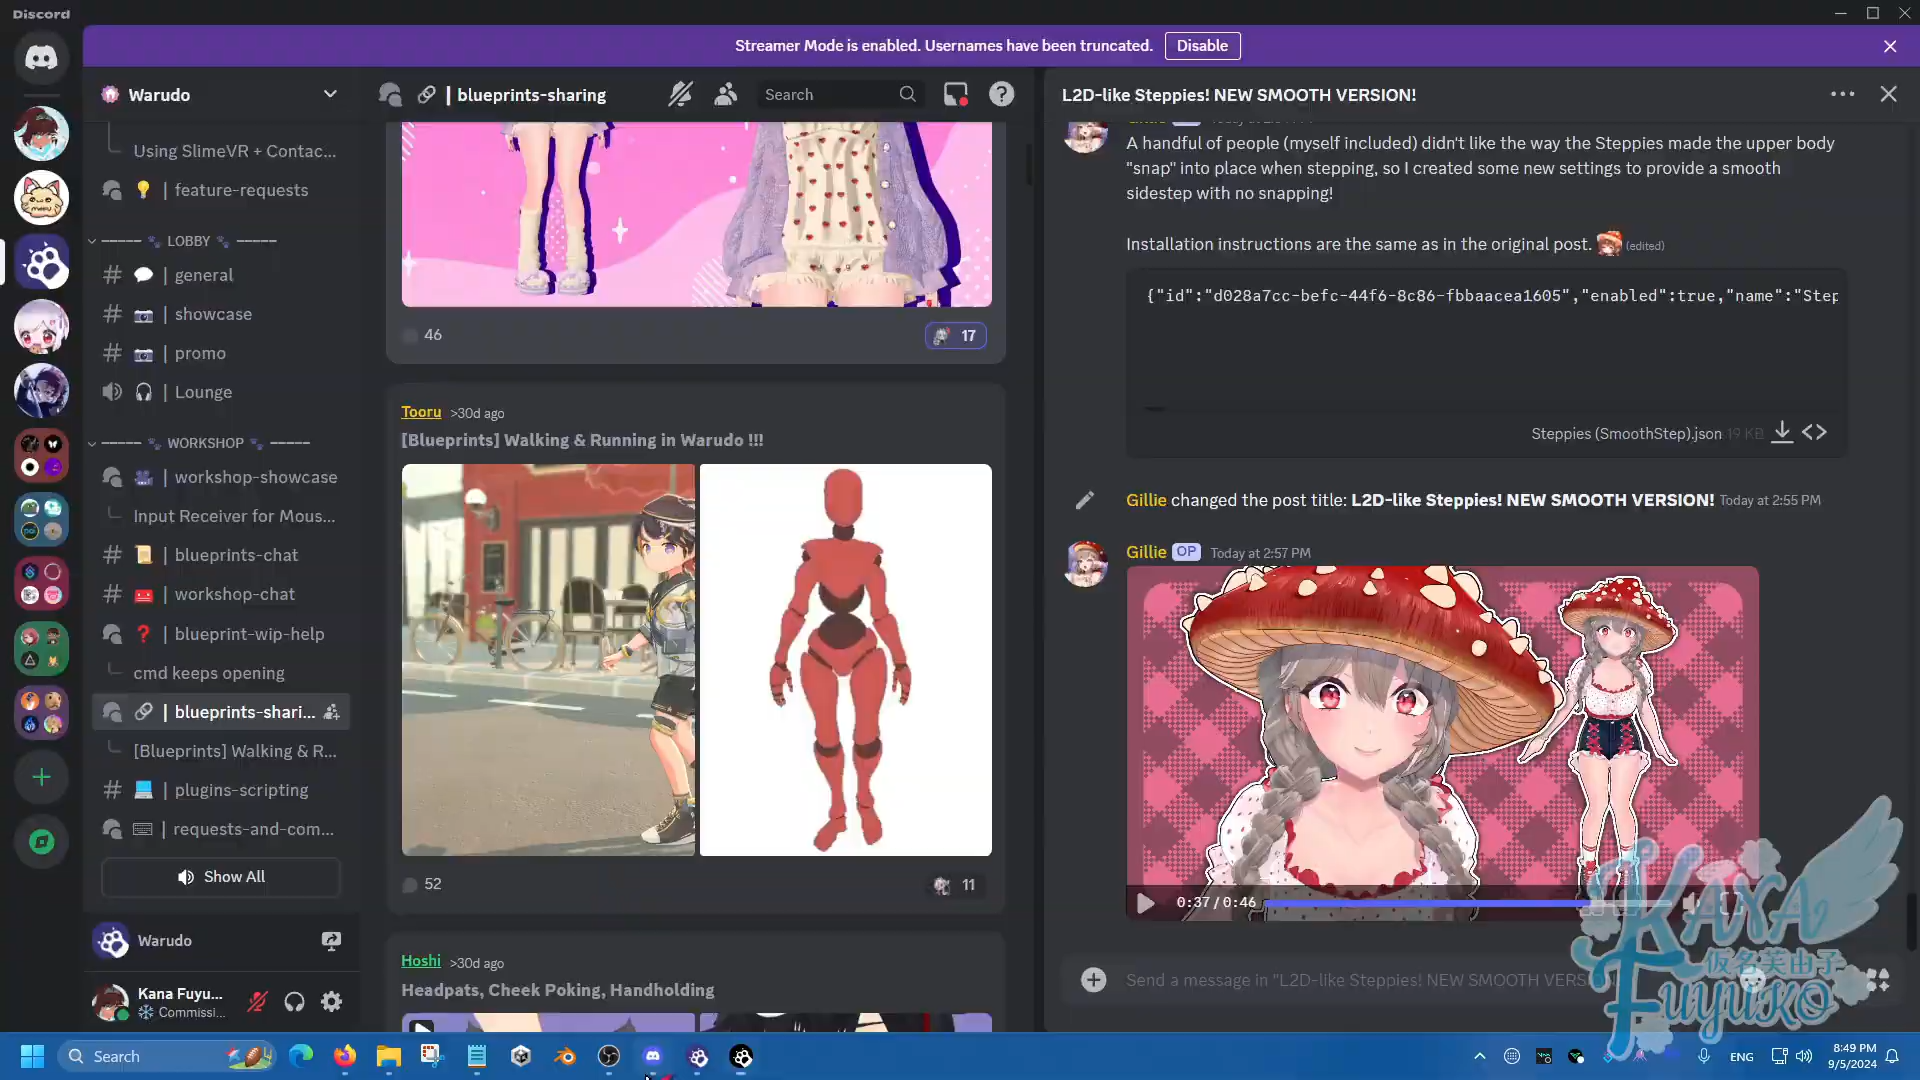 Discord
Streamer Mode is enabled. Usernames have been truncated.
Disable
Warudo
Using SlimeVR + Contac...
| feature-requests
LOBBY
| general
| showcase
| promo
| Lounge
WORKSHOP
| workshop-showcase
Input Receiver for Mous...
| blueprints-chat
| workshop-chat
| blueprint-wip-help
cmd keeps opening
| blueprints-shari...
[Blueprints] Walking & R...
| plugins-scripting
| requests-and-com...
Show All
Warudo
Kana Fuyu...
Commissi...
| blueprints-sharing
Search
46
17
Tooru >30d ago
[Blueprints] Walking & Running in Warudo !!!
52
11
Hoshi >30d ago
Headpats, Cheek Poking, Handholding
L2D-like Steppies! NEW SMOOTH VERSION!
A handful of people (myself included) didn't like the way the Steppies made the upper body
"snap" into place when stepping, so I created some new settings to provide a smooth
sidestep with no snapping!
Installation instructions are the same as in the original post. (edited)
{"id":"d028a7cc-befc-44f6-8c86-fbbaacea1605","enabled":true,"name":"Step
Steppies (SmoothStep).json 19 KB
Gillie changed the post title: L2D-like Steppies! NEW SMOOTH VERSION! Today at 2:55 PM
Gillie OP Today at 2:57 PM
0:37 / 0:46
Send a message in "L2D-like Steppies! NEW SMOOTH VERSIO
KANA
仮名芙由子
FUYUKO
Search
ENG
8:49 PM
9/5/2024